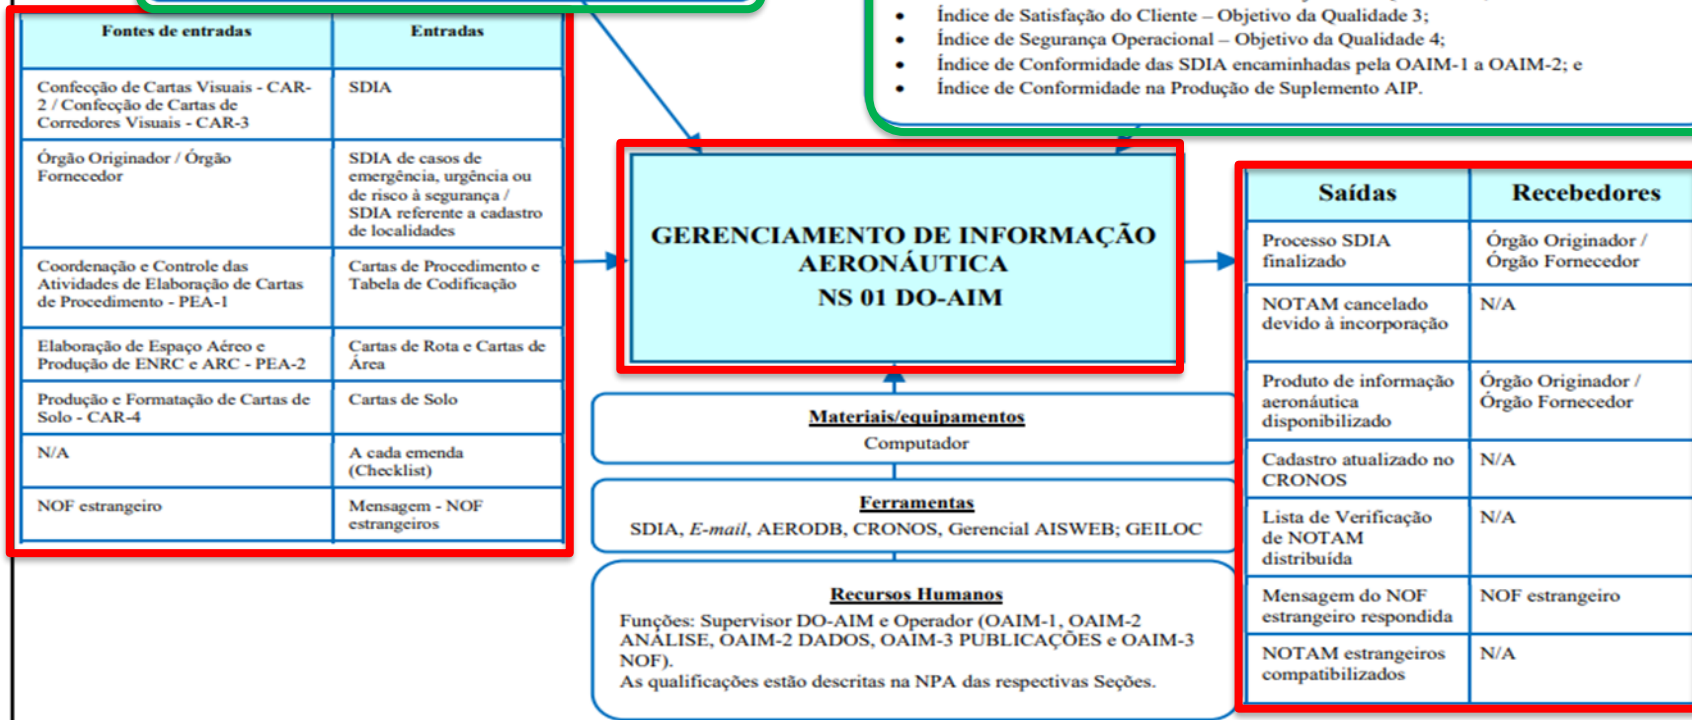 Fontes de entradas
Entradas
Confecção de Cartas Visuais - CAR-
2 / Confecção de Cartas de
Corredores Visuais - CAR-3
SDIA
Órgão Originador / Órgão
Fornecedor
SDIA de casos de
emergência, urgência ou
de risco à segurança /
SDIA referente a cadastro
de localidades
Coordenação e Controle das
Atividades de Elaboração de Cartas
de Procedimento - PEA-1
Cartas de Procedimento e
Tabela de Codificação
Elaboração de Espaço Aéreo e
Produção de ENRC e ARC - PEA-2
Cartas de Rota e Cartas de
Área
Produção e Formatação de Cartas de
Solo - CAR-4
Cartas de Solo
N/A
A cada emenda
(Checklist)
NOF estrangeiro
Mensagem - NOF
estrangeiros
• Índice de Satisfação do Cliente – Objetivo da Qualidade 3;
• Índice de Segurança Operacional – Objetivo da Qualidade 4;
• Índice de Conformidade das SDIA encaminhadas pela OAIM-1 a OAIM-2; e
• Índice de Conformidade na Produção de Suplemento AIP.
GERENCIAMENTO DE INFORMAÇÃO
AERONÁUTICA
NS 01 DO-AIM
Materiais/equipamentos
Computador
Ferramentas
SDIA, E-mail, AERODB, CRONOS, Gerencial AISWEB; GEILOC
Recursos Humanos
Funções: Supervisor DO-AIM e Operador (OAIM-1, OAIM-2
ANÁLISE, OAIM-2 DADOS, OAIM-3 PUBLICAÇÕES e OAIM-3
NOF).
As qualificações estão descritas na NPA das respectivas Seções.
Saídas
Recebedores
Processo SDIA
finalizado
Órgão Originador /
Órgão Fornecedor
NOTAM cancelado
devido à incorporação
N/A
Produto de informação
aeronáutica
disponibilizado
Órgão Originador /
Órgão Fornecedor
Cadastro atualizado no
CRONOS
N/A
Lista de Verificação
de NOTAM
distribuída
N/A
Mensagem do NOF
estrangeiro respondida
NOF estrangeiro
NOTAM estrangeiros
compatibilizados
N/A